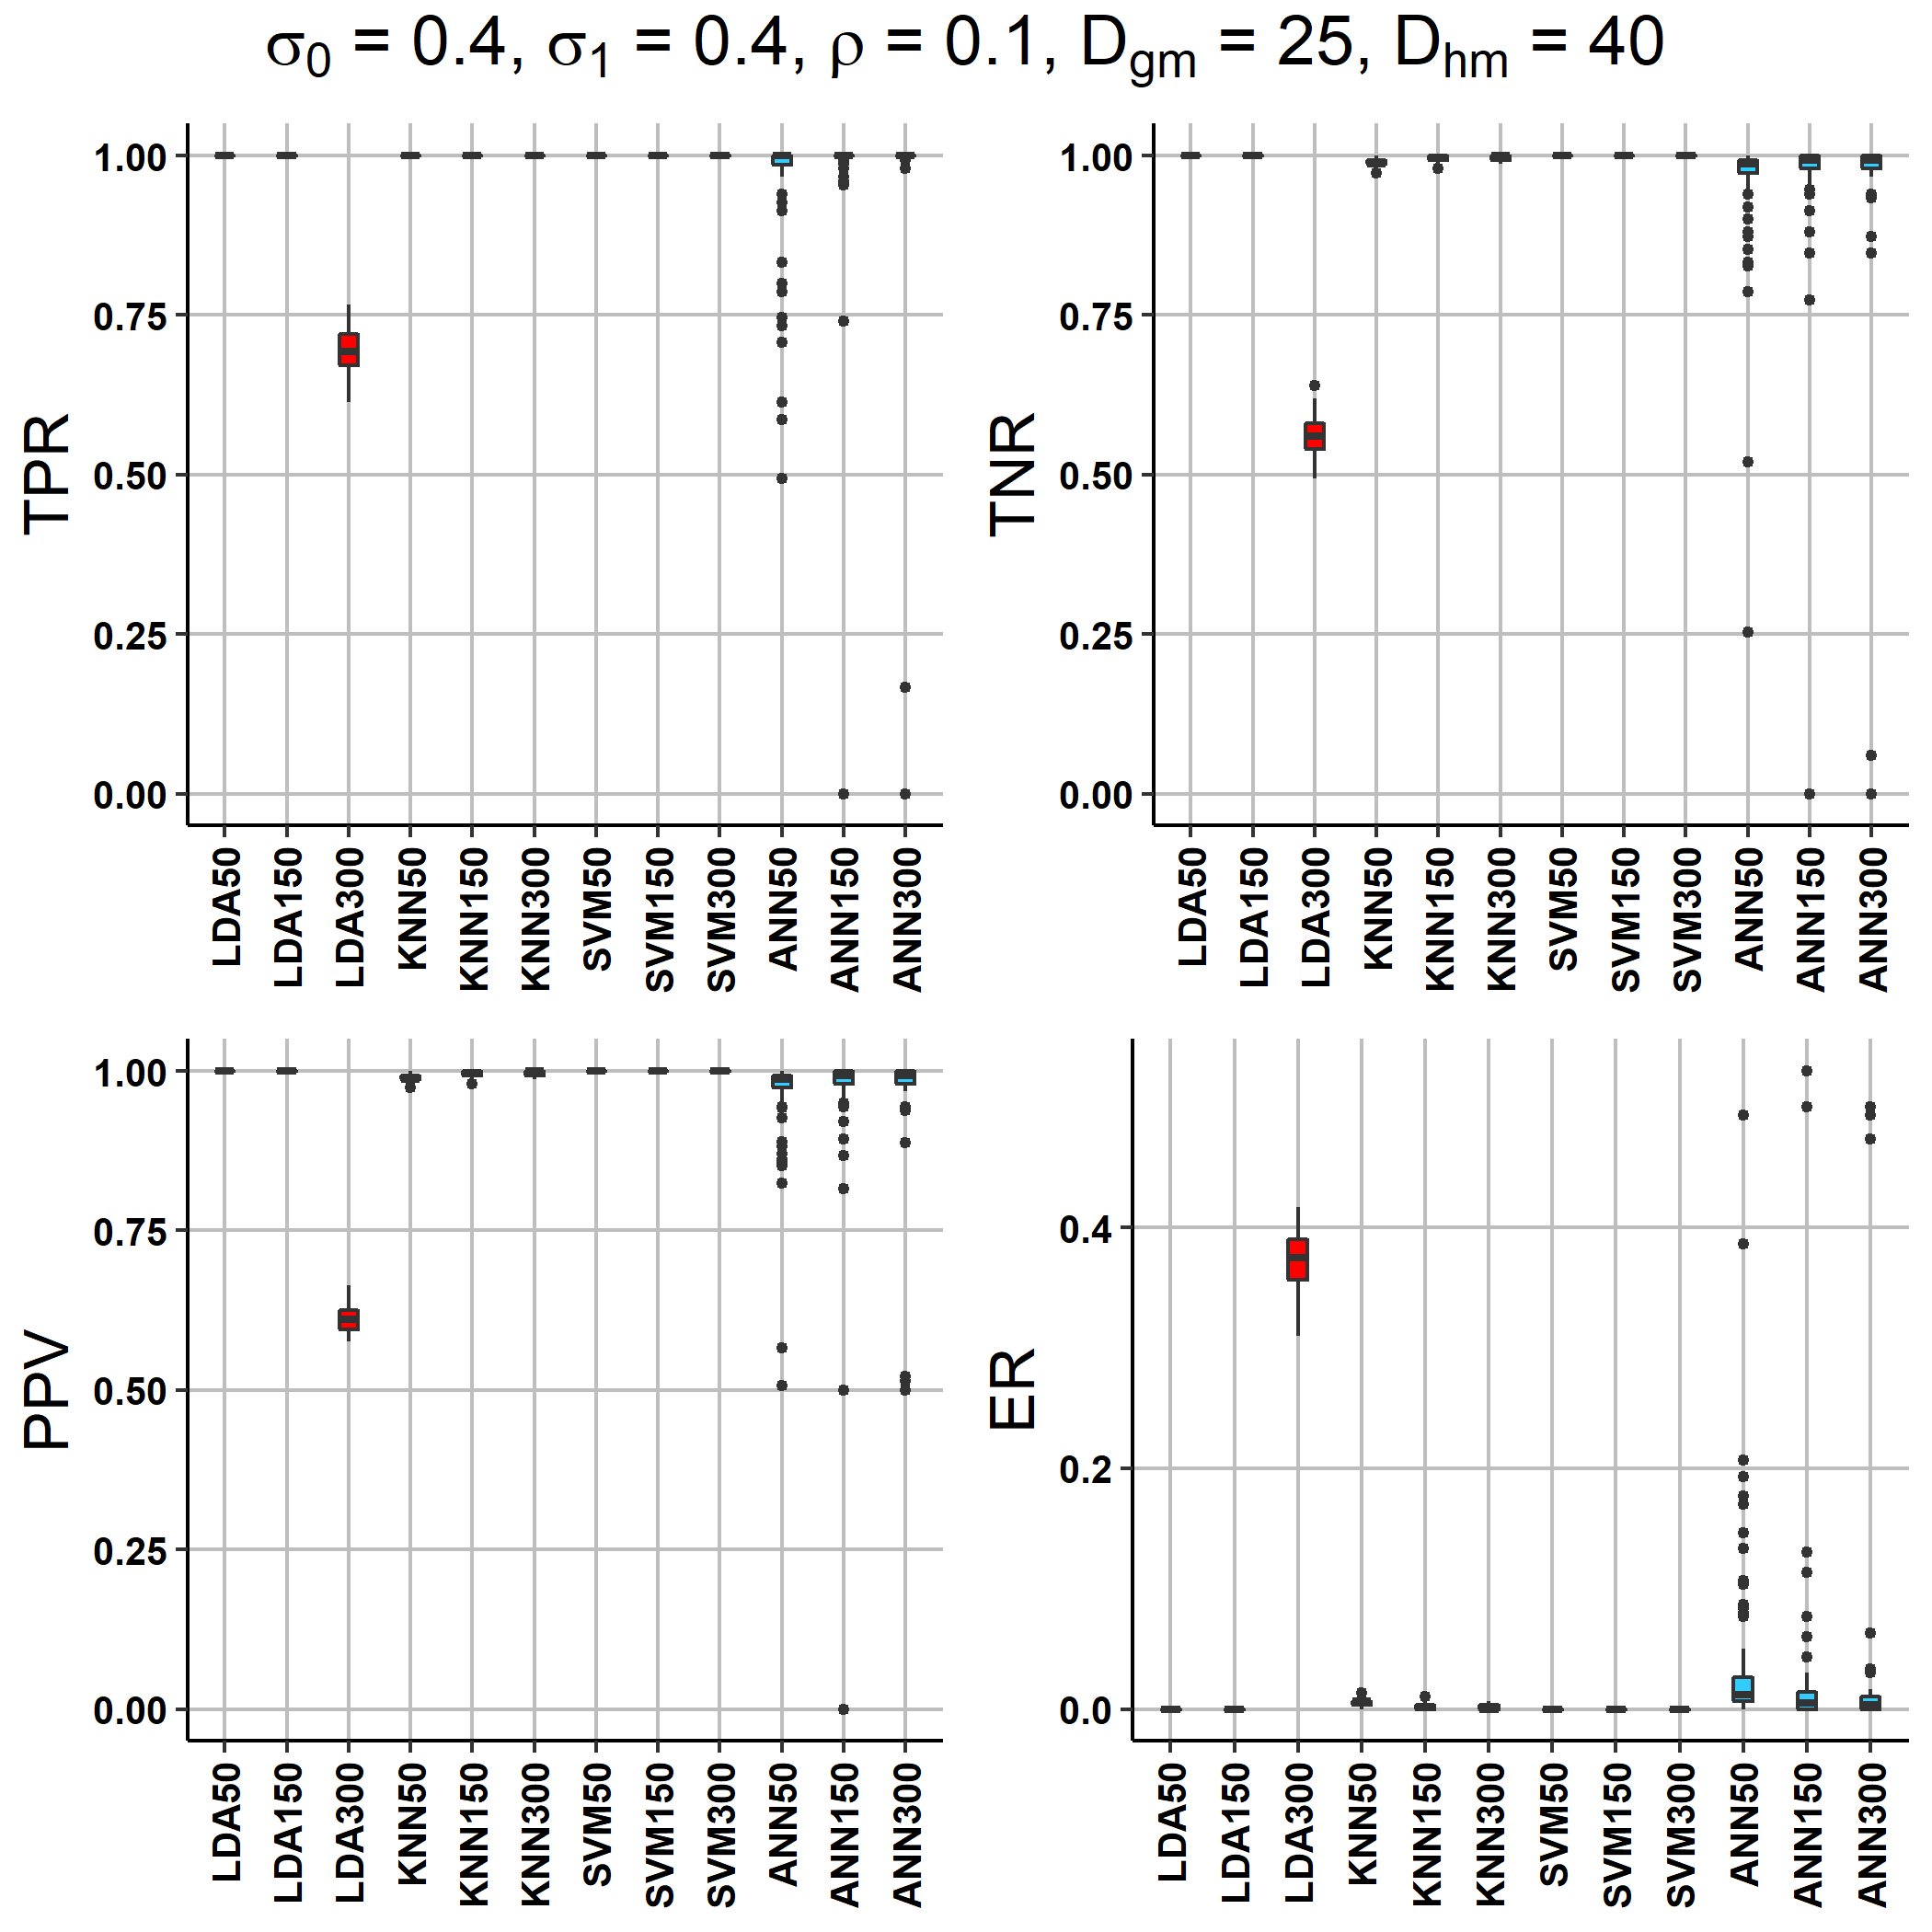 σ₀ = 0.4, σ₁ = 0.4, ρ = 0.1, D_gm = 25, D_hm = 40
TPR
1.00
0.75
0.50
0.25
0.00
LDA50
LDA150
LDA300
KNN50
KNN150
KNN300
SVM50
SVM150
SVM300
ANN50
ANN150
ANN300
TNR
1.00
0.75
0.50
0.25
0.00
LDA50
LDA150
LDA300
KNN50
KNN150
KNN300
SVM50
SVM150
SVM300
ANN50
ANN150
ANN300
PPV
1.00
0.75
0.50
0.25
0.00
LDA50
LDA150
LDA300
KNN50
KNN150
KNN300
SVM50
SVM150
SVM300
ANN50
ANN150
ANN300
ER
0.4
0.2
0.0
LDA50
LDA150
LDA300
KNN50
KNN150
KNN300
SVM50
SVM150
SVM300
ANN50
ANN150
ANN300